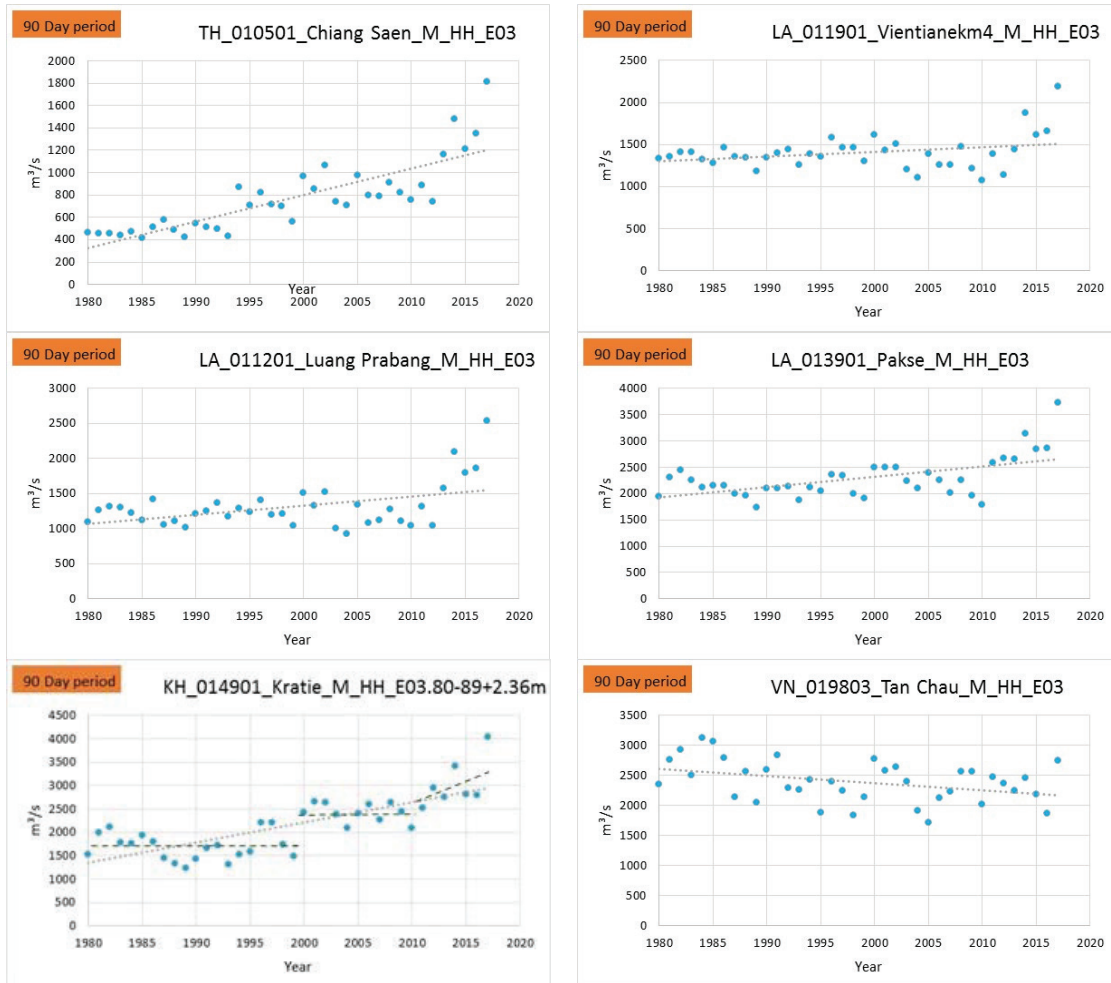 90 Day period
TH_010501_Chiang Saen_M_HH_E03
2000
1800
1600
1400
1200
1000
800
600
400
200
0
m³/s
1980 1985 1990 1995 2000 2005 2010 2015 2020
Year
90 Day period
LA_011901_Vientianekm4_M_HH_E03
2500
2000
1500
1000
500
0
m³/s
1980 1985 1990 1995 2000 2005 2010 2015 2020
Year
90 Day period
LA_011201_Luang Prabang_M_HH_E03
3000
2500
2000
1500
1000
500
0
m³/s
1980 1985 1990 1995 2000 2005 2010 2015 2020
Year
90 Day period
LA_013901_Pakse_M_HH_E03
4000
3500
3000
2500
2000
1500
1000
500
0
m³/s
1980 1985 1990 1995 2000 2005 2010 2015 2020
Year
90 Day period
KH_014901_Kratie_M_HH_E03.80-89+2.36m
4500
4000
3500
3000
2500
2000
1500
1000
500
0
m³/s
1980 1985 1990 1995 2000 2005 2010 2015 2020
Year
90 Day period
VN_019803_Tan Chau_M_HH_E03
3500
3000
2500
2000
1500
1000
500
0
m³/s
1980 1985 1990 1995 2000 2005 2010 2015 2020
Year